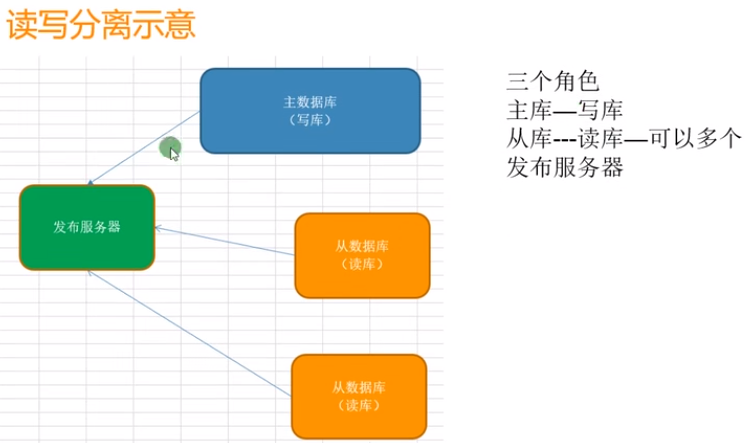 读写分离示意
主数据库
（写库）
发布服务器
从数据库
（读库）
从数据库
（读库）
三个角色
主库—写库
从库---读库—可以多个
发布服务器